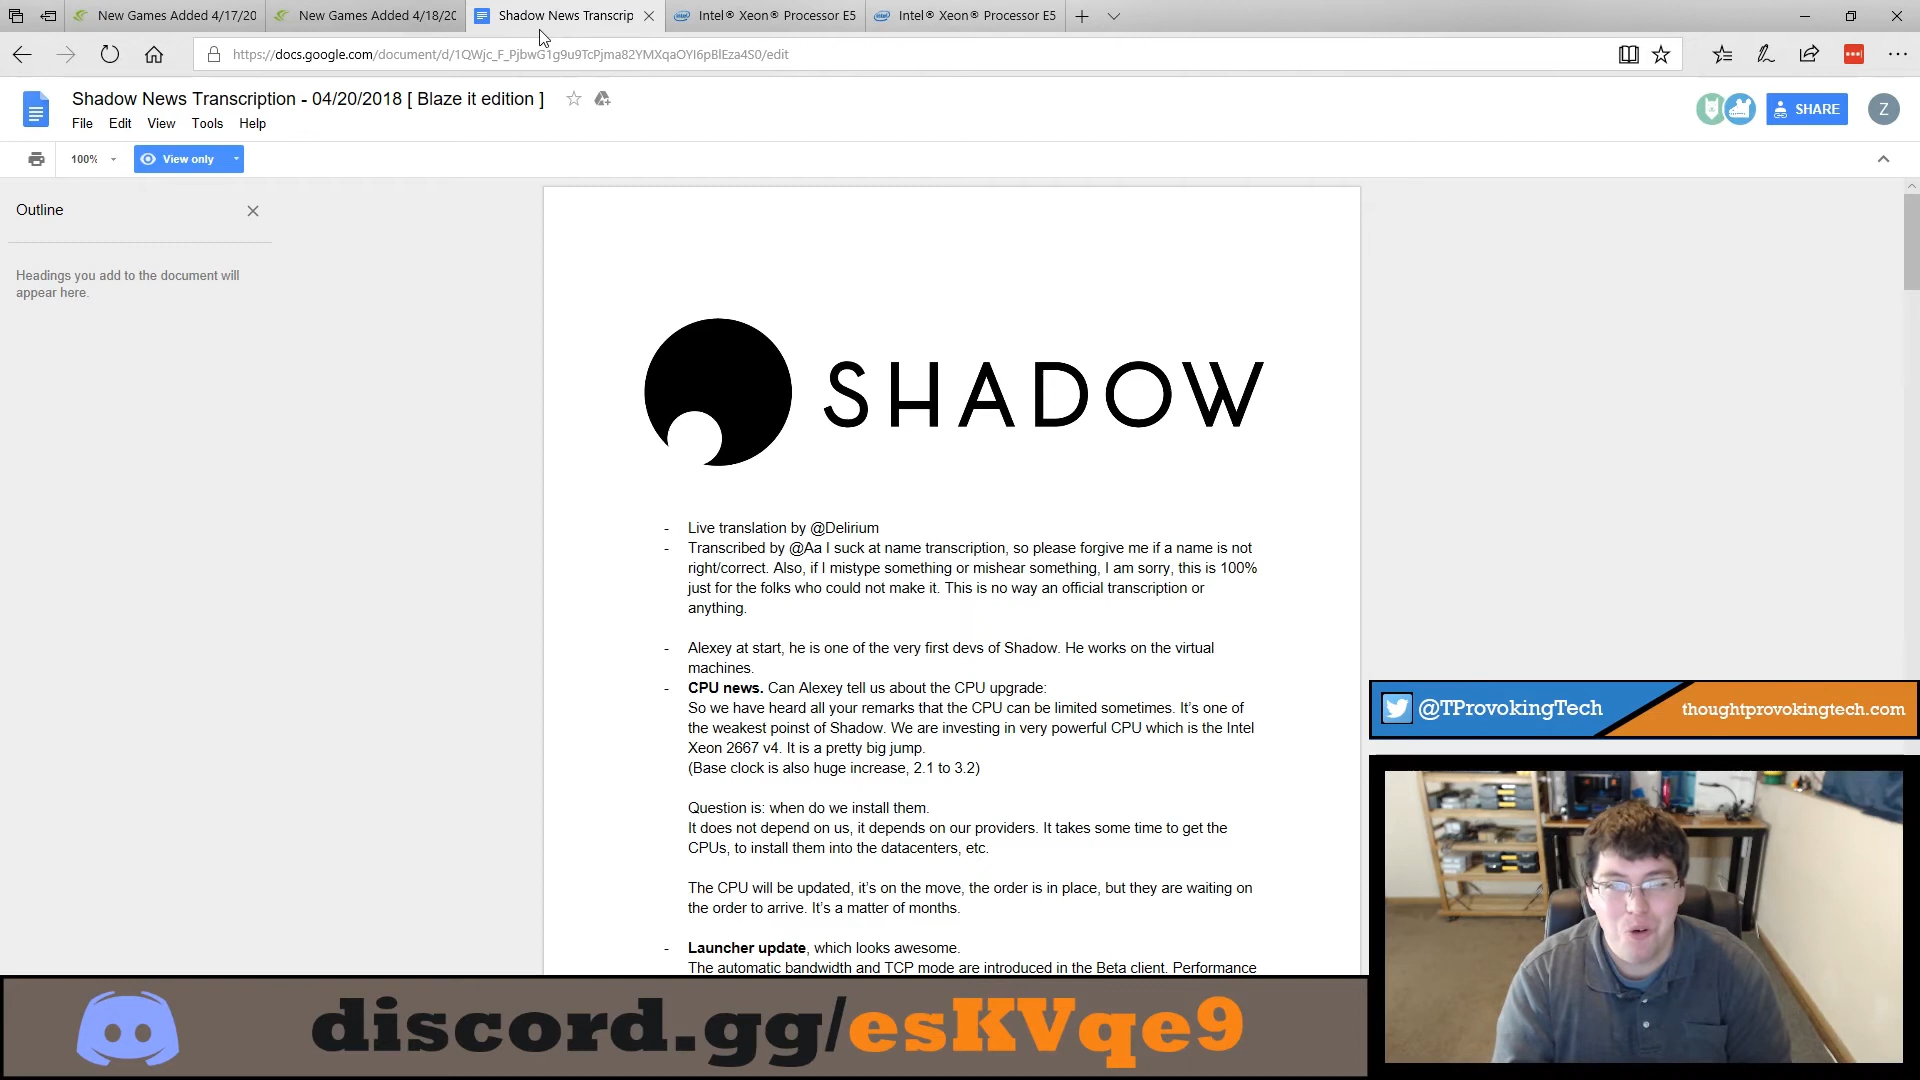 New Games Added 4/17/20
New Games Added 4/18/20
Shadow News Transcrip
Intel® Xeon® Processor E5
Intel® Xeon® Processor E5
https://docs.google.com/document/d/1QWjc_F_PjbwG1g9u9TcPjma82YMXqaOYI6pBlEza4S0/edit
Shadow News Transcription - 04/20/2018 [ Blaze it edition ]
File Edit View Tools Help
SHARE
Z
100%
View only
Outline
Headings you add to the document will
appear here.
SHADOW
- Live translation by @Delirium
- Transcribed by @Aa I suck at name transcription, so please forgive me if a name is not
right/correct. Also, if I mistype something or mishear something, I am sorry, this is 100%
just for the folks who could not make it. This is no way an official transcription or
anything.
- Alexey at start, he is one of the very first devs of Shadow. He works on the virtual
machines.
- CPU news. Can Alexey tell us about the CPU upgrade:
So we have heard all your remarks that the CPU can be limited sometimes. It's one of
the weakest poinst of Shadow. We are investing in very powerful CPU which is the Intel
Xeon 2667 v4. It is a pretty big jump.
(Base clock is also huge increase, 2.1 to 3.2)
Question is: when do we install them.
It does not depend on us, it depends on our providers. It takes some time to get the
CPUs, to install them into the datacenters, etc.
The CPU will be updated, it's on the move, the order is in place, but they are waiting on
the order to arrive. It's a matter of months.
- Launcher update, which looks awesome.
The automatic bandwidth and TCP mode are introduced in the Beta client. Performance
@TProvokingTech
thoughtprovokingtech.com
discord.gg/esKVqe9